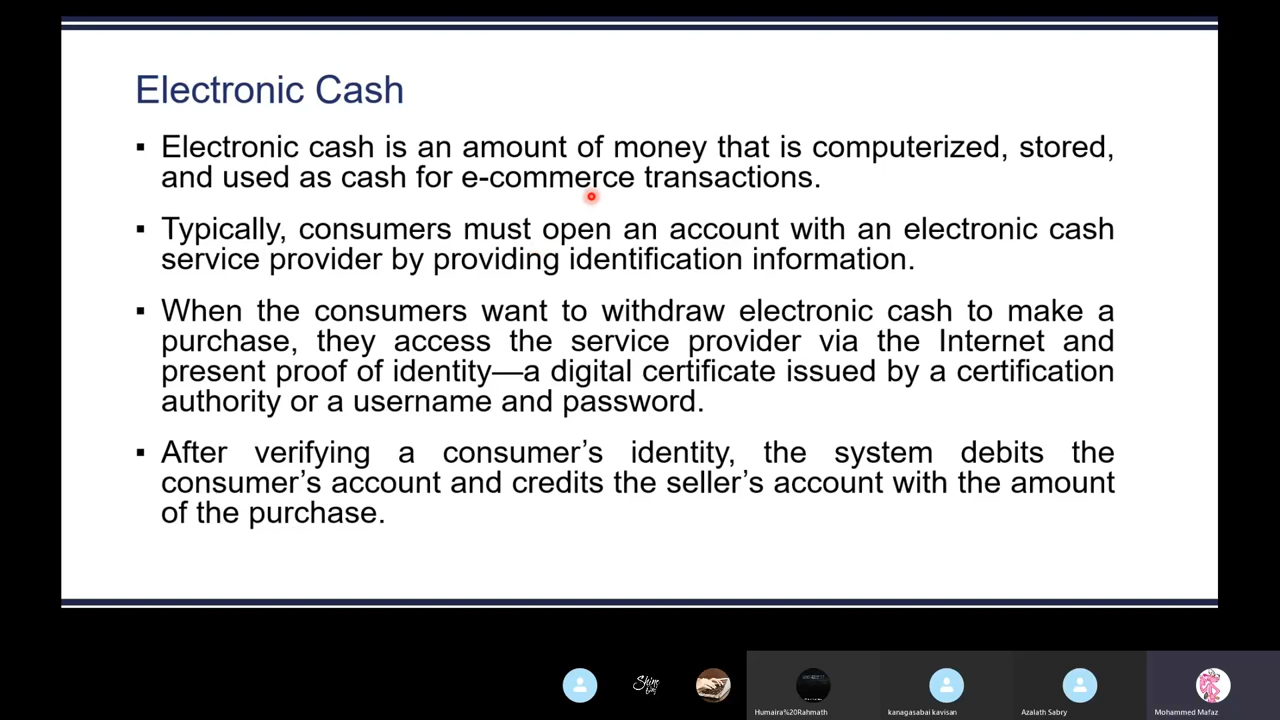 Electronic Cash
▪ Electronic cash is an amount of money that is computerized, stored,
and used as cash for e-commerce transactions.
▪ Typically, consumers must open an account with an electronic cash
service provider by providing identification information.
▪ When the consumers want to withdraw electronic cash to make a
purchase, they access the service provider via the Internet and
present proof of identity—a digital certificate issued by a certification
authority or a username and password.
▪ After verifying a consumer's identity, the system debits the
consumer's account and credits the seller's account with the amount
of the purchase.
Humaira%20Rahmath
kanagasabai kavisan
Azalath Sabry
Mohammed Mafaz